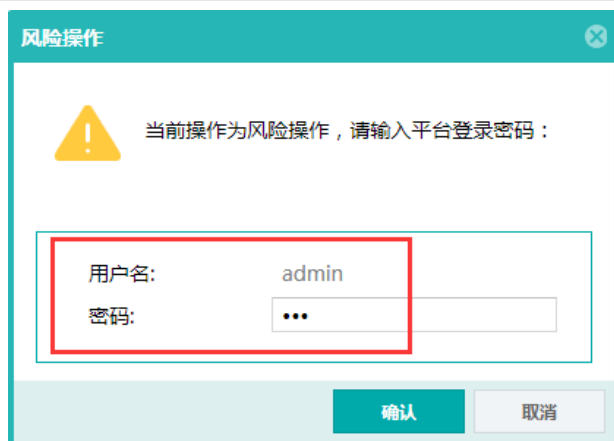 风险操作
当前操作为风险操作，请输入平台登录密码：
用户名: admin
密码: •••
确认 取消